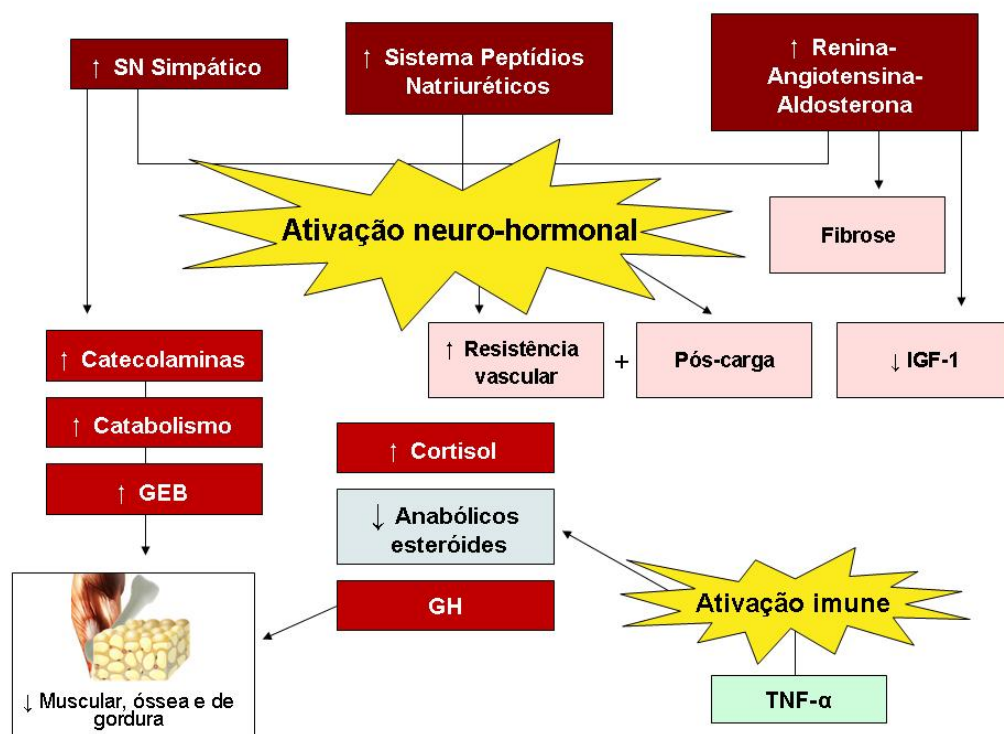 ↑ SN Simpático
↑ Sistema Peptídios
Natriuréticos
↑ Renina-
Angiotensina-
Aldosterona
Ativação neuro-hormonal
Fibrose
↑ Resistência
vascular
+
Pós-carga
↓ IGF-1
↑ Catecolaminas
↑ Catabolismo
↑ GEB
↑ Cortisol
↓ Anabólicos
esteróides
GH
Ativação imune
TNF-α
↓ Muscular, óssea e de
gordura